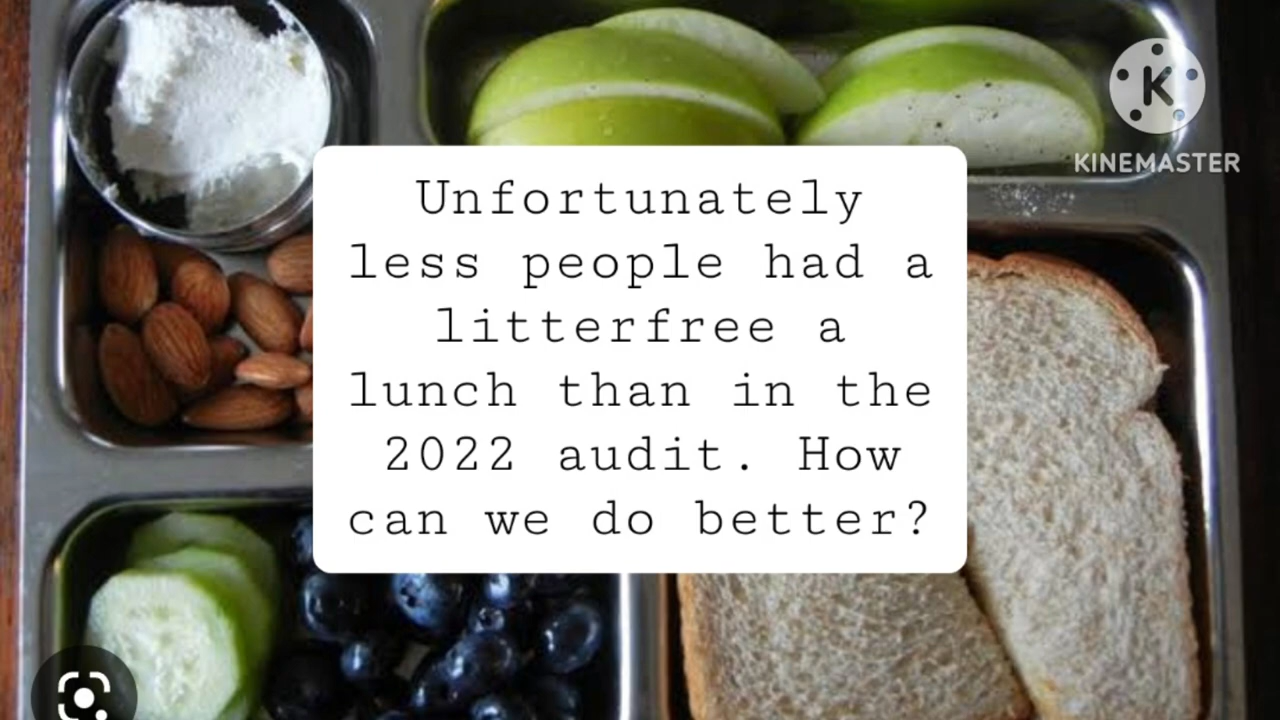 K
KINEMASTER
Unfortunately
less people had a
litterfree a
lunch than in the
2022 audit. How
can we do better?